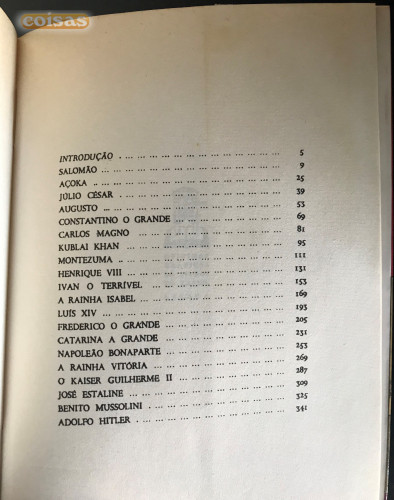 coisas
INTRODUÇÃO . ... ... ... ... ... ... ... ... ... ... ... 5
SALOMÃO ... ... ... ... ... ... ... ... ... ... ... ... 9
AÇOKA .. ... ... ... ... ... ... ... ... ... ... ... ... 25
JÚLIO CÉSAR ... ... ... ... ... ... ... ... ... ... ... 39
AUGUSTO ... ... ... ... ... ... ... ... ... ... ... ... 53
CONSTANTINO O GRANDE ... ... ... ... ... ... ... ... 69
CARLOS MAGNO ... ... ... ... ... ... ... ... ... ... 81
KUBLAI KHAN ... ... ... ... ... ... ... ... ... ... ... 95
MONTEZUMA .. ... ... ... ... ... ... ... ... ... ... ... 111
HENRIQUE VIII ... ... ... ... ... ... ... ... ... ... 131
IVAN O TERRÍVEL ... ... ... ... ... ... ... ... ... 153
A RAINHA ISABEL ... ... ... ... ... ... ... ... ... 169
LUÍS XIV ... ... ... ... ... ... ... ... ... ... ... ... 193
FREDERICO O GRANDE ... ... ... ... ... ... ... ... 205
CATARINA A GRANDE ... ... ... ... ... ... ... ... 231
NAPOLEÃO BONAPARTE ... ... ... ... ... ... ... ... 253
A RAINHA VITÓRIA ... ... ... ... ... ... ... ... ... 269
O KAISER GUILHERME II ... ... ... ... ... ... ... 287
JOSÉ ESTALINE ... ... ... ... ... ... ... ... ... ... 309
BENITO MUSSOLINI . ... ... ... ... ... ... ... ... ... 325
ADOLFO HITLER .. ... ... ... ... ... ... ... ... ... 341